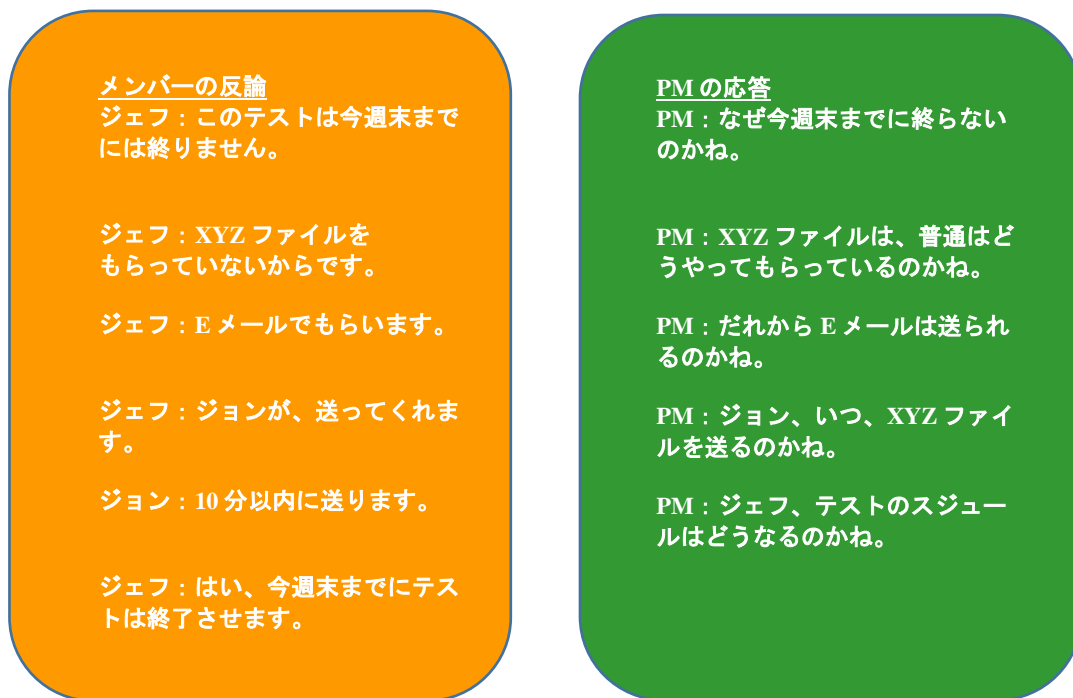 メンバーの反論
ジェフ：このテストは今週末まで
には終りません。
ジェフ：XYZ ファイルを
もらっていないからです。
ジェフ：E メールでもらいます。
ジェフ：ジョンが、送ってくれま
す。
ジョン：10 分以内に送ります。
ジェフ：はい、今週末までにテス
トは終了させます。
PM の応答
PM：なぜ今週末までに終らない
のかね。
PM：XYZ ファイルは、普通はど
うやってもらっているのかね。
PM：だれから E メールは送られ
るのかね。
PM：ジョン、いつ、XYZ ファイ
ルを送るのかね。
PM：ジェフ、テストのスジュー
ルはどうなるのかね。